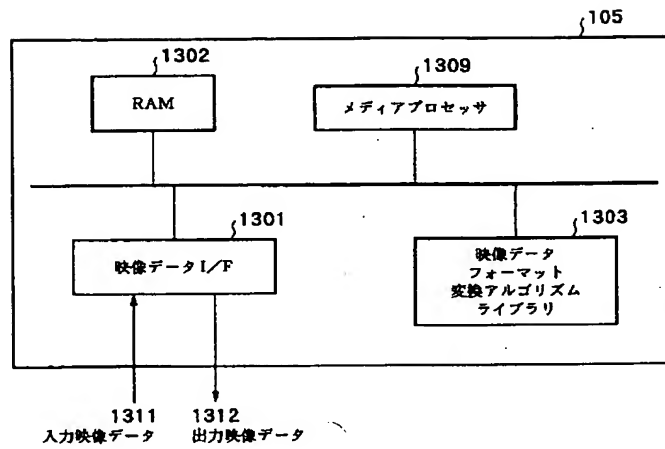 105
1302
RAM
1309
メディアプロセッサ
1301
映像データI/F
1303
映像データ
フォーマット
変換アルゴリズム
ライブラリ
1311
入力映像データ
1312
出力映像データ